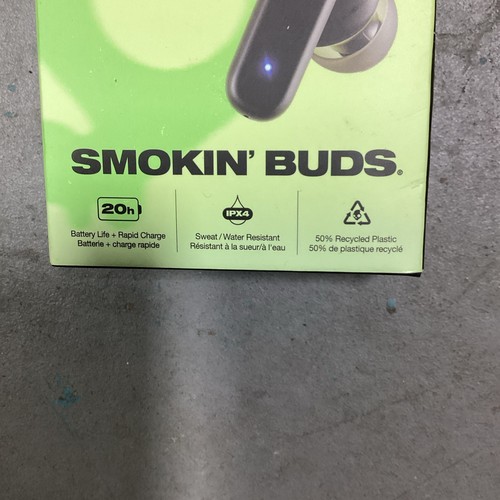 SMOKIN' BUDS®
20h
Battery Life + Rapid Charge
Batterie + charge rapide
IPX4
Sweat / Water Resistant
Résistant à la sueur/à l'eau
50% Recycled Plastic
50% de plastique recyclé